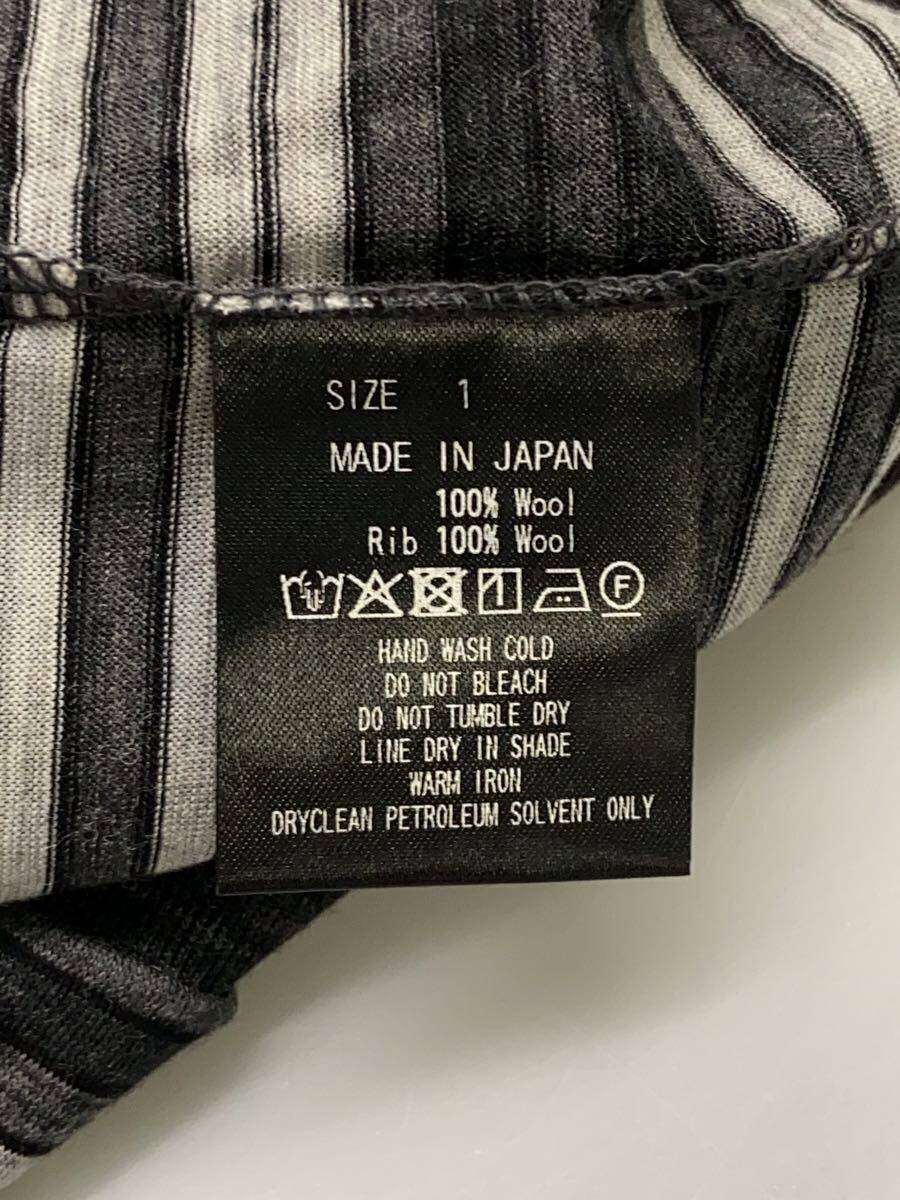 SIZE 1
MADE IN JAPAN
100% Wool
Rib 100% Wool
F
HAND WASH COLD
DO NOT BLEACH
DO NOT TUMBLE DRY
LINE DRY IN SHADE
WARM IRON
DRYCLEAN PETROLEUM SOLVENT ONLY